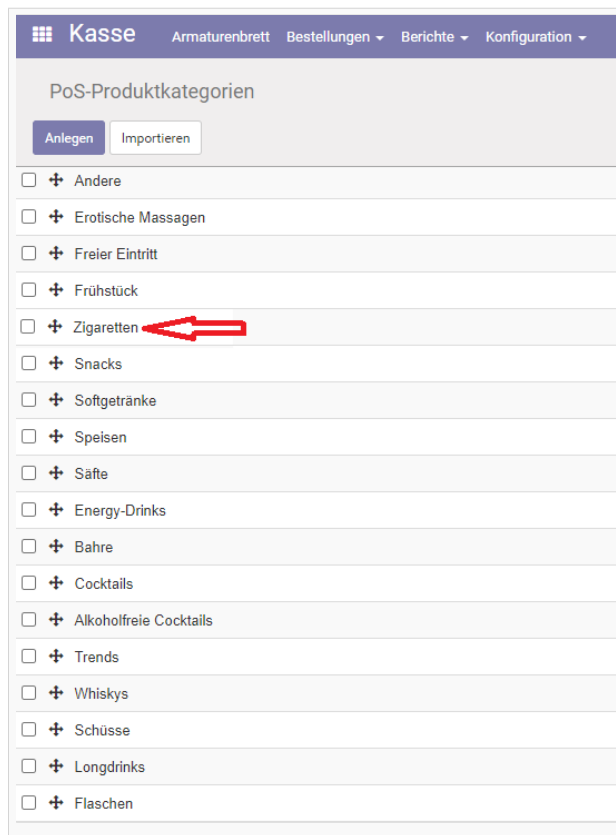 Kasse Armaturenbrett Bestellungen Berichte Konfiguration
PoS-Produktkategorien
Anlegen Importieren
Andere
Erotische Massagen
Freier Eintritt
Frühstück
Zigaretten
Snacks
Softgetränke
Speisen
Säfte
Energy-Drinks
Bahre
Cocktails
Alkoholfreie Cocktails
Trends
Whiskys
Schüsse
Longdrinks
Flaschen